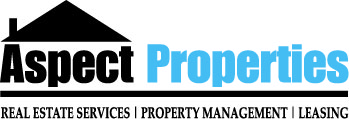 Aspect Properties
REAL ESTATE SERVICES | PROPERTY MANAGEMENT | LEASING